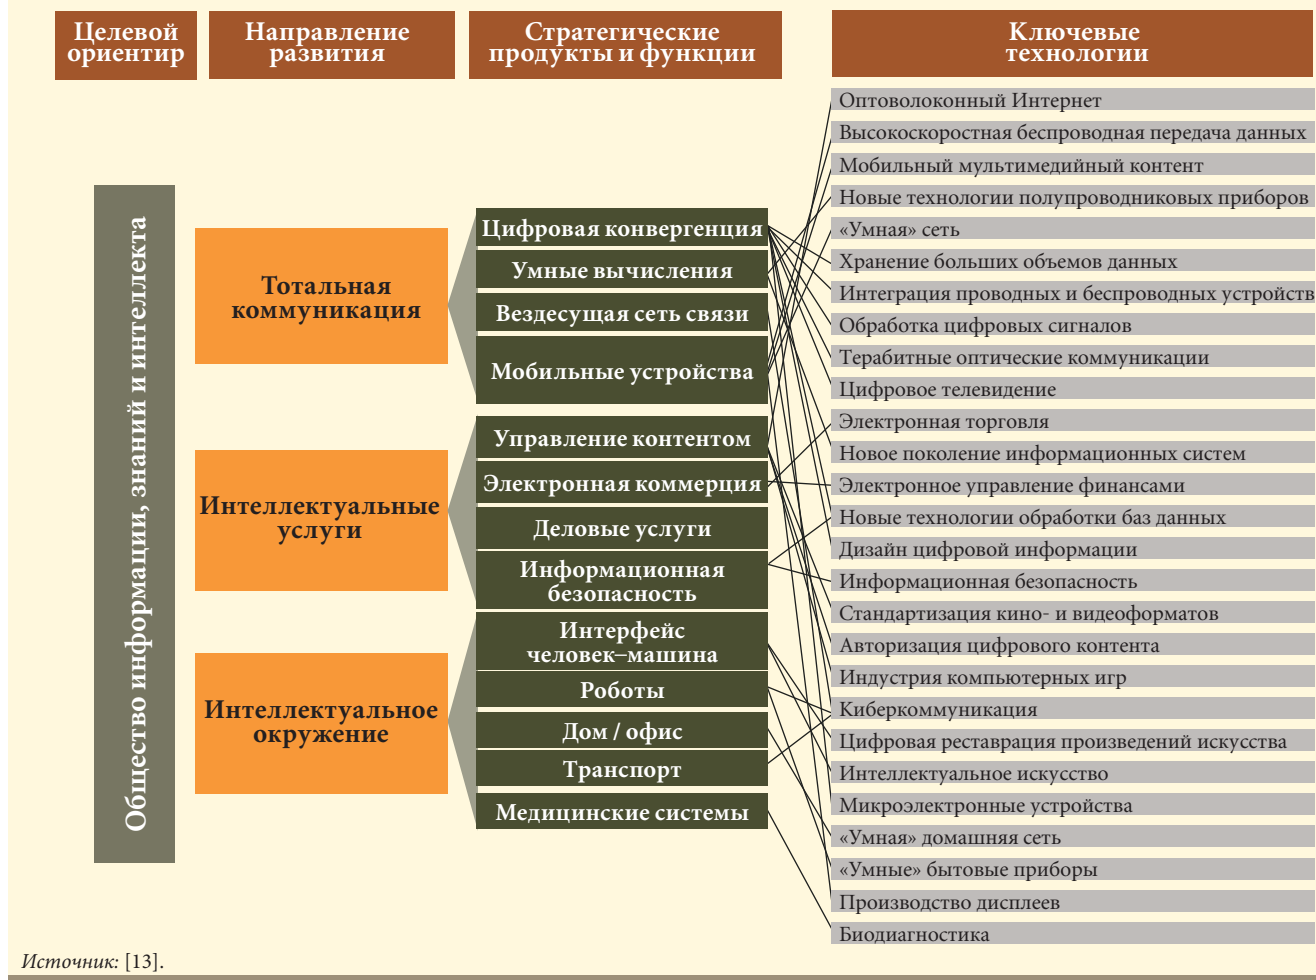 Целевой
ориентир
Направление
развития
Стратегические
продукты и функции
Ключевые
технологии
Общество информации, знаний и интеллекта
Тотальная
коммуникация
Интеллектуальные
услуги
Интеллектуальное
окружение
Цифровая конвергенция
Умные вычисления
Вездесущая сеть связи
Мобильные устройства
Управление контентом
Электронная коммерция
Деловые услуги
Информационная
безопасность
Интерфейс
человек–машина
Роботы
Дом / офис
Транспорт
Медицинские системы
Оптоволоконный Интернет
Высокоскоростная беспроводная передача данных
Мобильный мультимедийный контент
Новые технологии полупроводниковых приборов
«Умная» сеть
Хранение больших объемов данных
Интеграция проводных и беспроводных устройств
Обработка цифровых сигналов
Терабитные оптические коммуникации
Цифровое телевидение
Электронная торговля
Новое поколение информационных систем
Электронное управление финансами
Новые технологии обработки баз данных
Дизайн цифровой информации
Информационная безопасность
Стандартизация кино- и видеоформатов
Авторизация цифрового контента
Индустрия компьютерных игр
Киберкоммуникация
Цифровая реставрация произведений искусства
Интеллектуальное искусство
Микроэлектронные устройства
«Умная» домашняя сеть
«Умные» бытовые приборы
Производство дисплеев
Биодиагностика
Источник: [13].